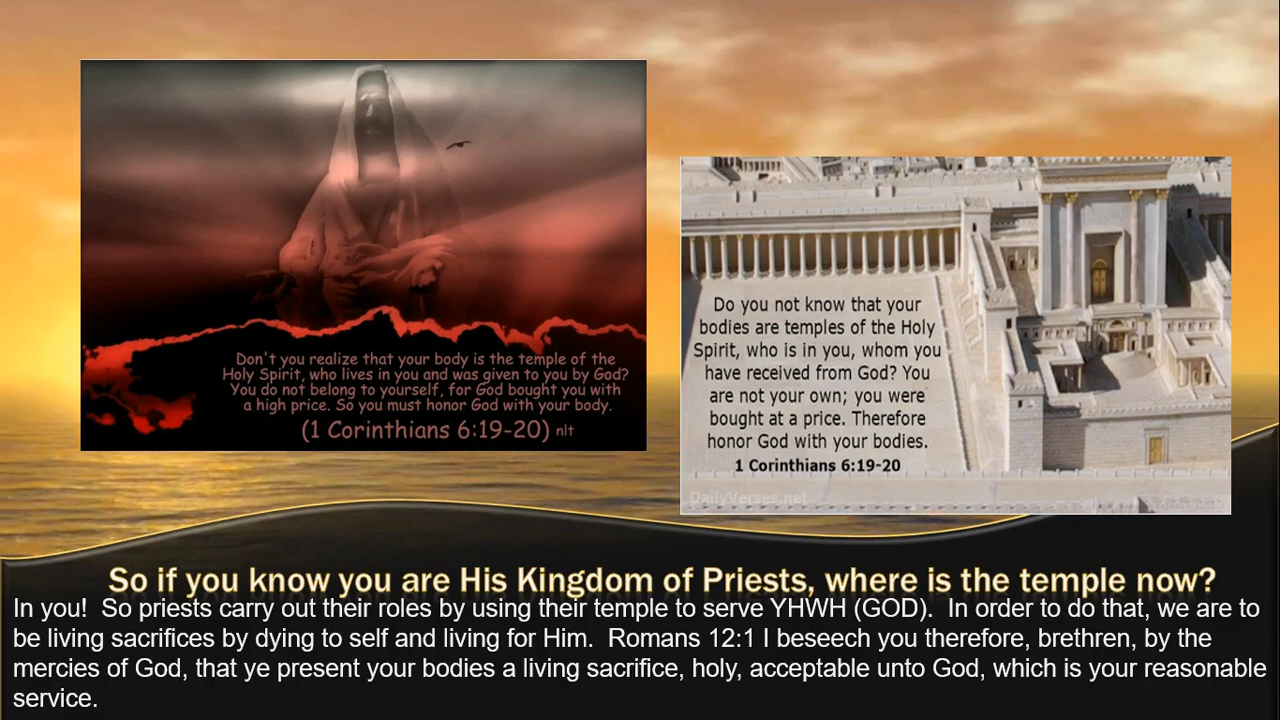 Don't you realize that your body is the temple of the
Holy Spirit, who lives in you and was given to you by God?
You do not belong to yourself, for God bought you with
a high price. So you must honor God with your body.
(1 Corinthians 6:19-20) nlt
Do you not know that your
bodies are temples of the Holy
Spirit, who is in you, whom you
have received from God? You
are not your own; you were
bought at a price. Therefore
honor God with your bodies.
1 Corinthians 6:19-20
DailyVerses.net
So if you know you are His Kingdom of Priests, where is the temple now?
In you!  So priests carry out their roles by using their temple to serve YHWH (GOD).  In order to do that, we are to
be living sacrifices by dying to self and living for Him.  Romans 12:1 I beseech you therefore, brethren, by the
mercies of God, that ye present your bodies a living sacrifice, holy, acceptable unto God, which is your reasonable
service.